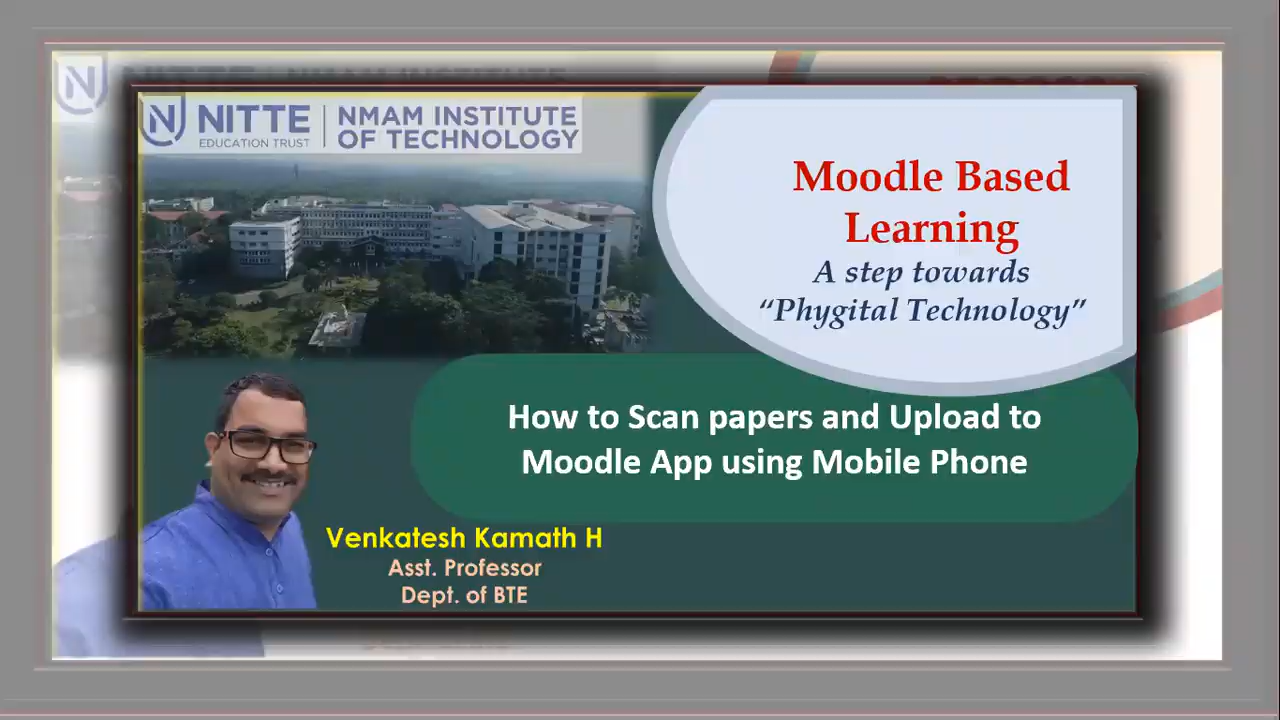 NITTE
EDUCATION TRUST
NMAM INSTITUTE
OF TECHNOLOGY
Moodle Based
Learning
A step towards
“Phygital Technology”
How to Scan papers and Upload to
Moodle App using Mobile Phone
Venkatesh Kamath H
Asst. Professor
Dept. of BTE